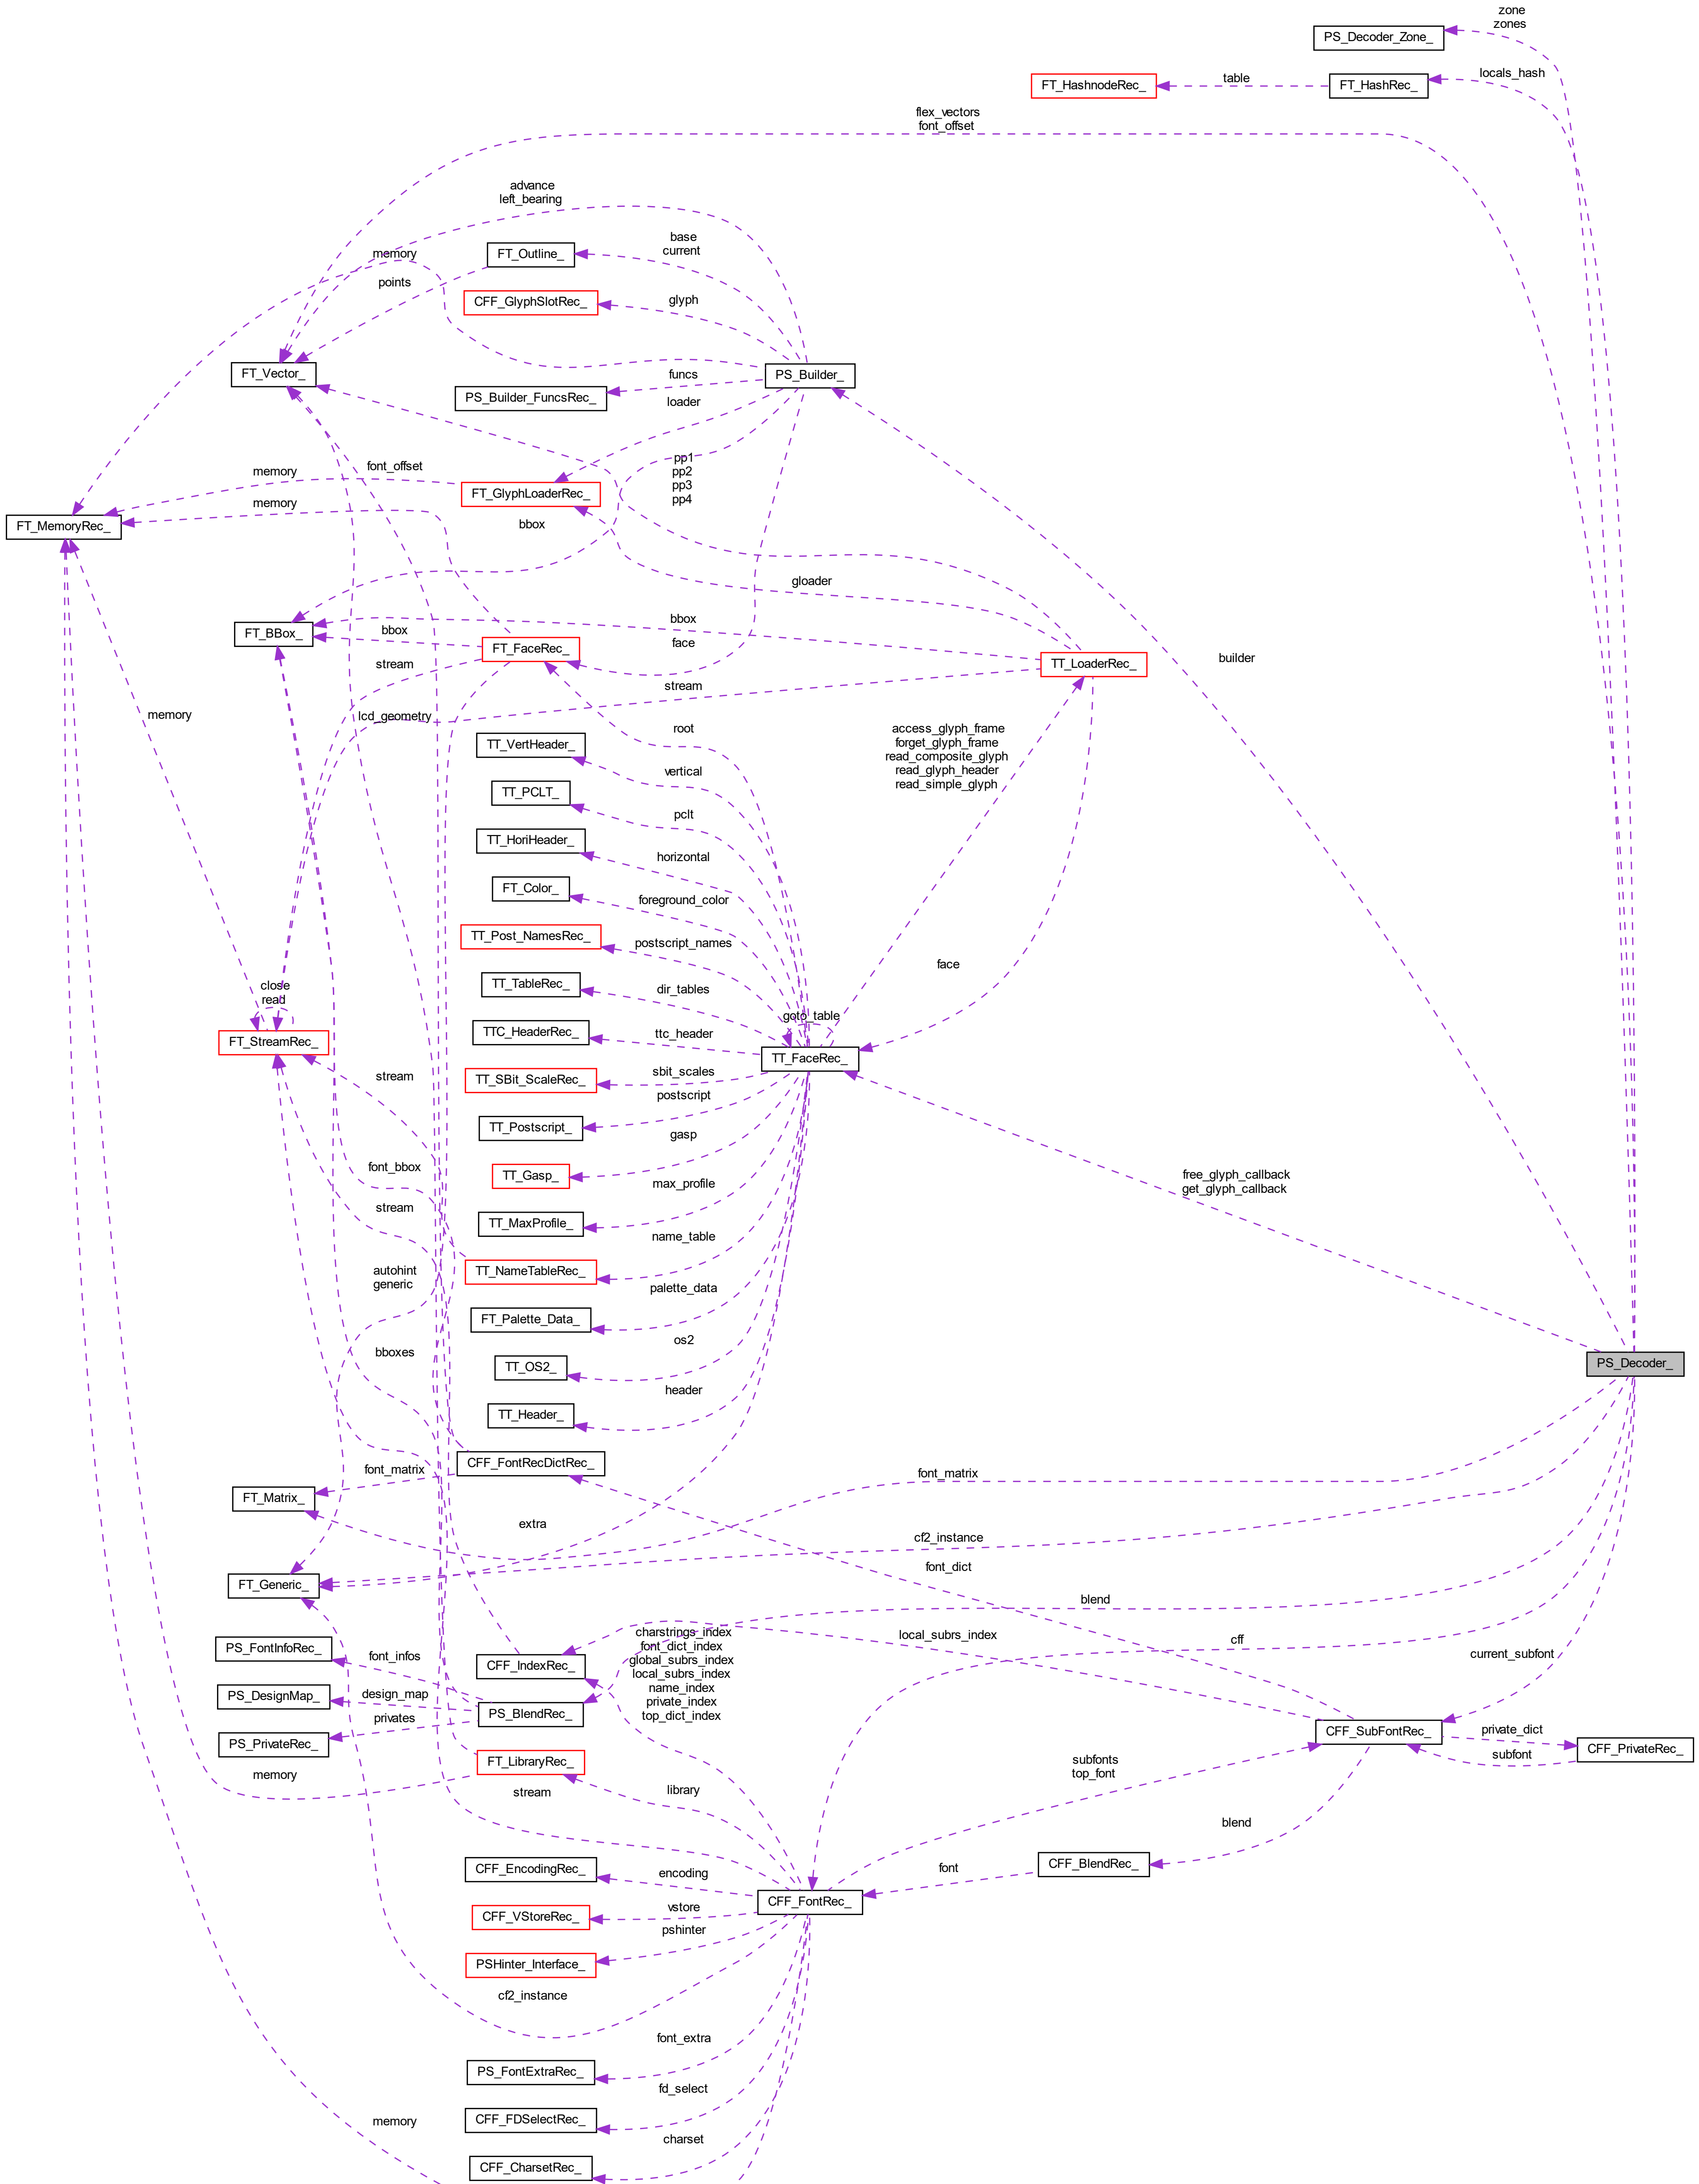 zone
zones
PS_Decoder_Zone_
locals_hash
table
FT_HashnodeRec_
FT_HashRec_
flex_vectors
font_offset
advance
left_bearing
base
current
memory
FT_Outline_
points
CFF_GlyphSlotRec_
glyph
FT_Vector_
PS_Builder_
funcs
PS_Builder_FuncsRec_
loader
pp1
pp2
pp3
pp4
font_offset
memory
FT_GlyphLoaderRec_
memory
FT_MemoryRec_
bbox
gloader
bbox
FT_BBox_
bbox
face
FT_FaceRec_
builder
stream
TT_LoaderRec_
stream
memory
lcd_geometry
root
access_glyph_frame
forget_glyph_frame
read_composite_glyph
read_glyph_header
read_simple_glyph
TT_VertHeader_
vertical
TT_PCLT_
pclt
TT_HoriHeader_
horizontal
FT_Color_
foreground_color
TT_Post_NamesRec_
postscript_names
face
TT_TableRec_
dir_tables
close
read
goto_table
TTC_HeaderRec_
ttc_header
FT_StreamRec_
TT_FaceRec_
stream
TT_SBit_ScaleRec_
sbit_scales
postscript
TT_Postscript_
gasp
font_bbox
TT_Gasp_
free_glyph_callback
get_glyph_callback
max_profile
stream
TT_MaxProfile_
name_table
autohint
generic
TT_NameTableRec_
palette_data
FT_Palette_Data_
bboxes
os2
TT_OS2_
PS_Decoder_
header
TT_Header_
CFF_FontRecDictRec_
font_matrix
font_matrix
FT_Matrix_
extra
cf2_instance
font_dict
FT_Generic_
blend
charstrings_index
font_dict_index
global_subrs_index
local_subrs_index
name_index
private_index
top_dict_index
local_subrs_index
cff
PS_FontInfoRec_
font_infos
CFF_IndexRec_
current_subfont
PS_DesignMap_
design_map
PS_BlendRec_
privates
PS_PrivateRec_
CFF_SubFontRec_
private_dict
subfont
CFF_PrivateRec_
FT_LibraryRec_
subfonts
top_font
memory
stream
library
blend
CFF_EncodingRec_
encoding
font
CFF_BlendRec_
CFF_FontRec_
CFF_VStoreRec_
vstore
pshinter
PSHinter_Interface_
cf2_instance
font_extra
PS_FontExtraRec_
fd_select
CFF_FDSelectRec_
memory
charset
CFF_CharsetRec_